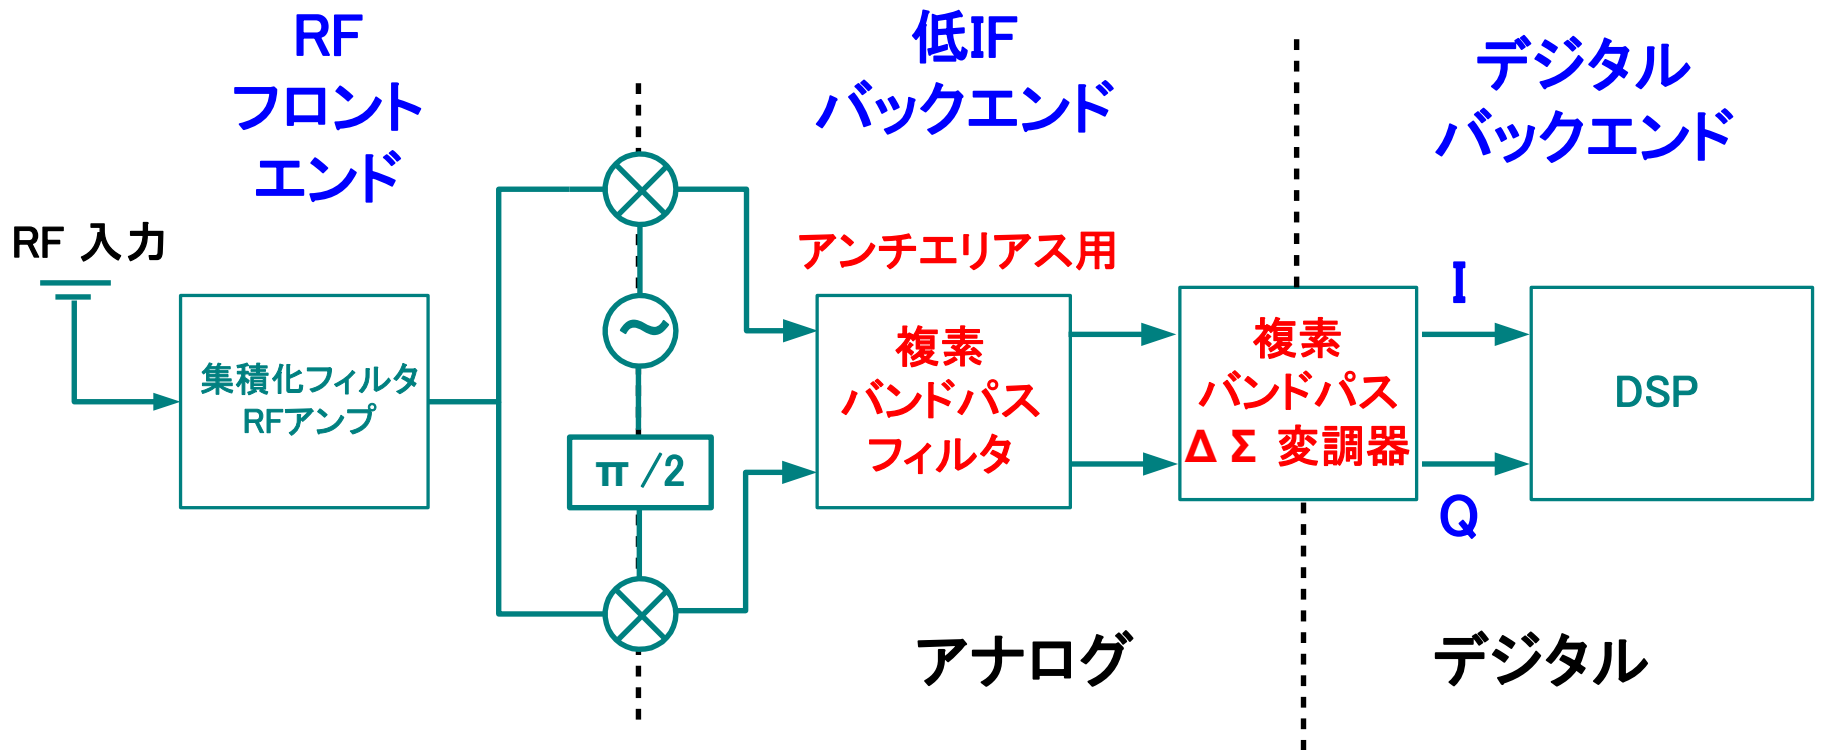 RF
フロント
エンド
低IF
バックエンド
デジタル
バックエンド
RF 入力
集積化フィルタ
RFアンプ
~
π/2
アンチエリアス用
複素
バンドパス
フィルタ
複素
バンドパス
ΔΣ 変調器
I
Q
DSP
アナログ
デジタル